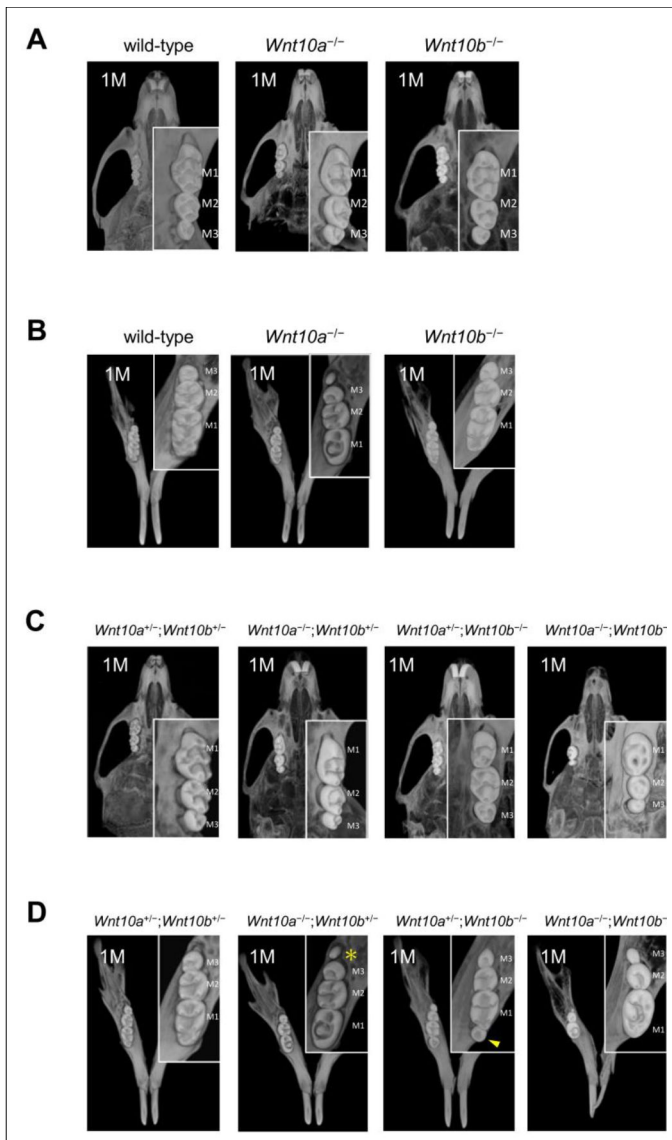 A
wild-type Wnt10a−/− Wnt10b−/−
1M M1 M2 M3 1M M1 M2 M3 1M M1 M2 M3
B
wild-type Wnt10a−/− Wnt10b−/−
1M M3 M2 M1 1M M3 M2 M1 1M M3 M2 M1
C
Wnt10a+/−;Wnt10b+/− Wnt10a−/−;Wnt10b+/− Wnt10a+/−;Wnt10b−/− Wnt10a−/−;Wnt10b−
1M M1 M2 M3 1M M1 M2 M3 1M M1 M2 M3 1M M1 M2 M3
D
Wnt10a+/−;Wnt10b+/− Wnt10a−/−;Wnt10b+/− Wnt10a+/−;Wnt10b−/− Wnt10a−/−;Wnt10b−
1M M3 M2 M1 1M * M3 M2 M1 1M M3 M2 M1 1M M3 M2 M1